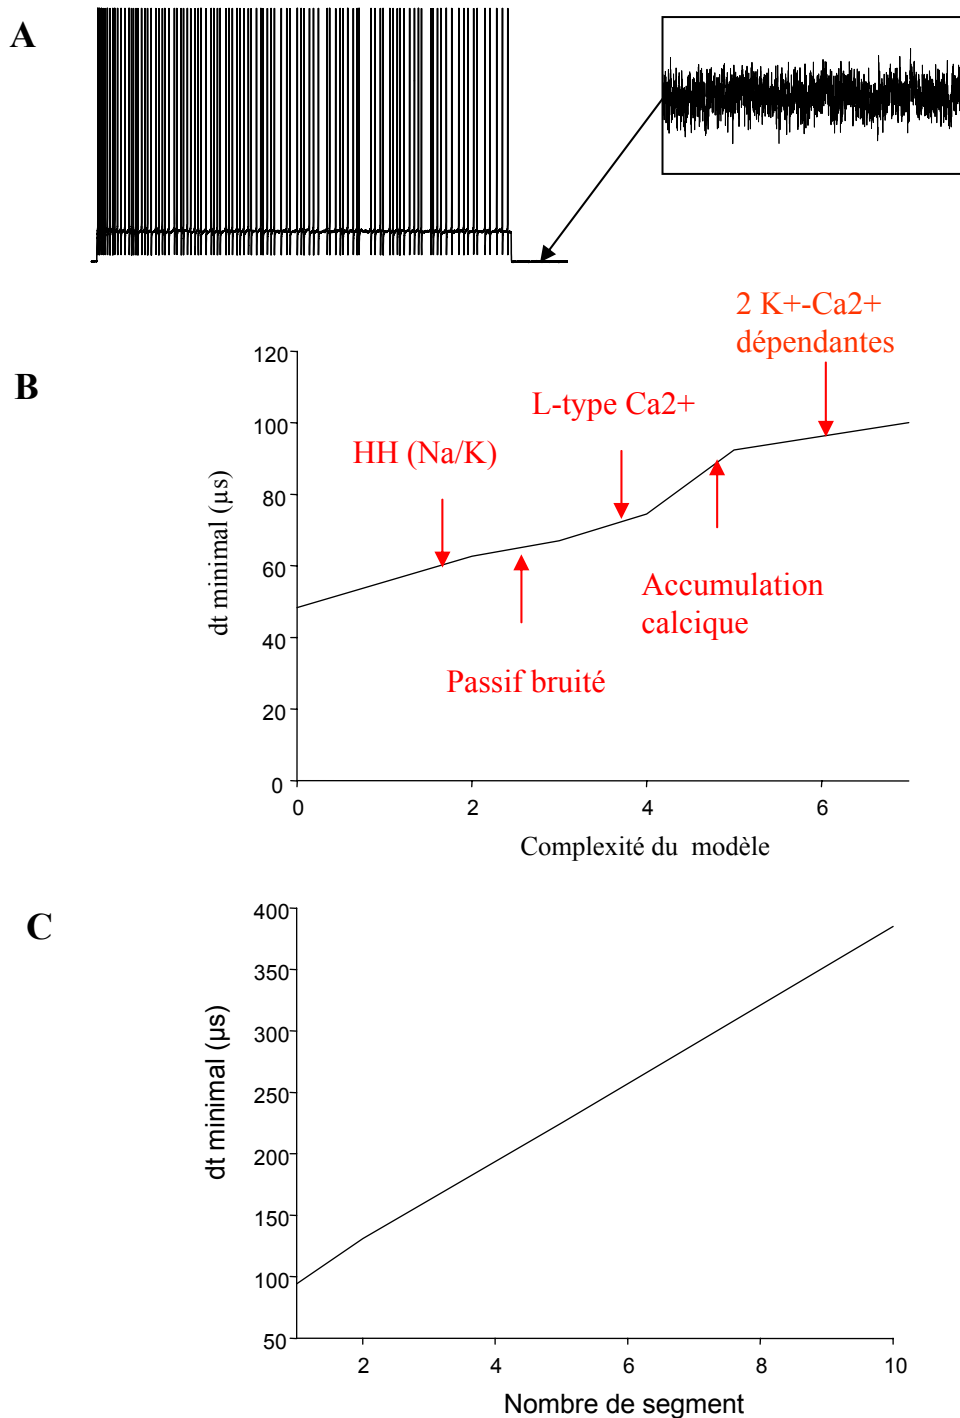 A
2 K+-Ca2+
dépendantes
B
L-type Ca2+
HH (Na/K)
Accumulation
calcique
Passif bruité
dt minimal (µs)
120
100
80
60
40
20
0
0 2 4 6
Complexité du modèle
C
dt minimal (µs)
400
350
300
250
200
150
100
50
2 4 6 8 10
Nombre de segment